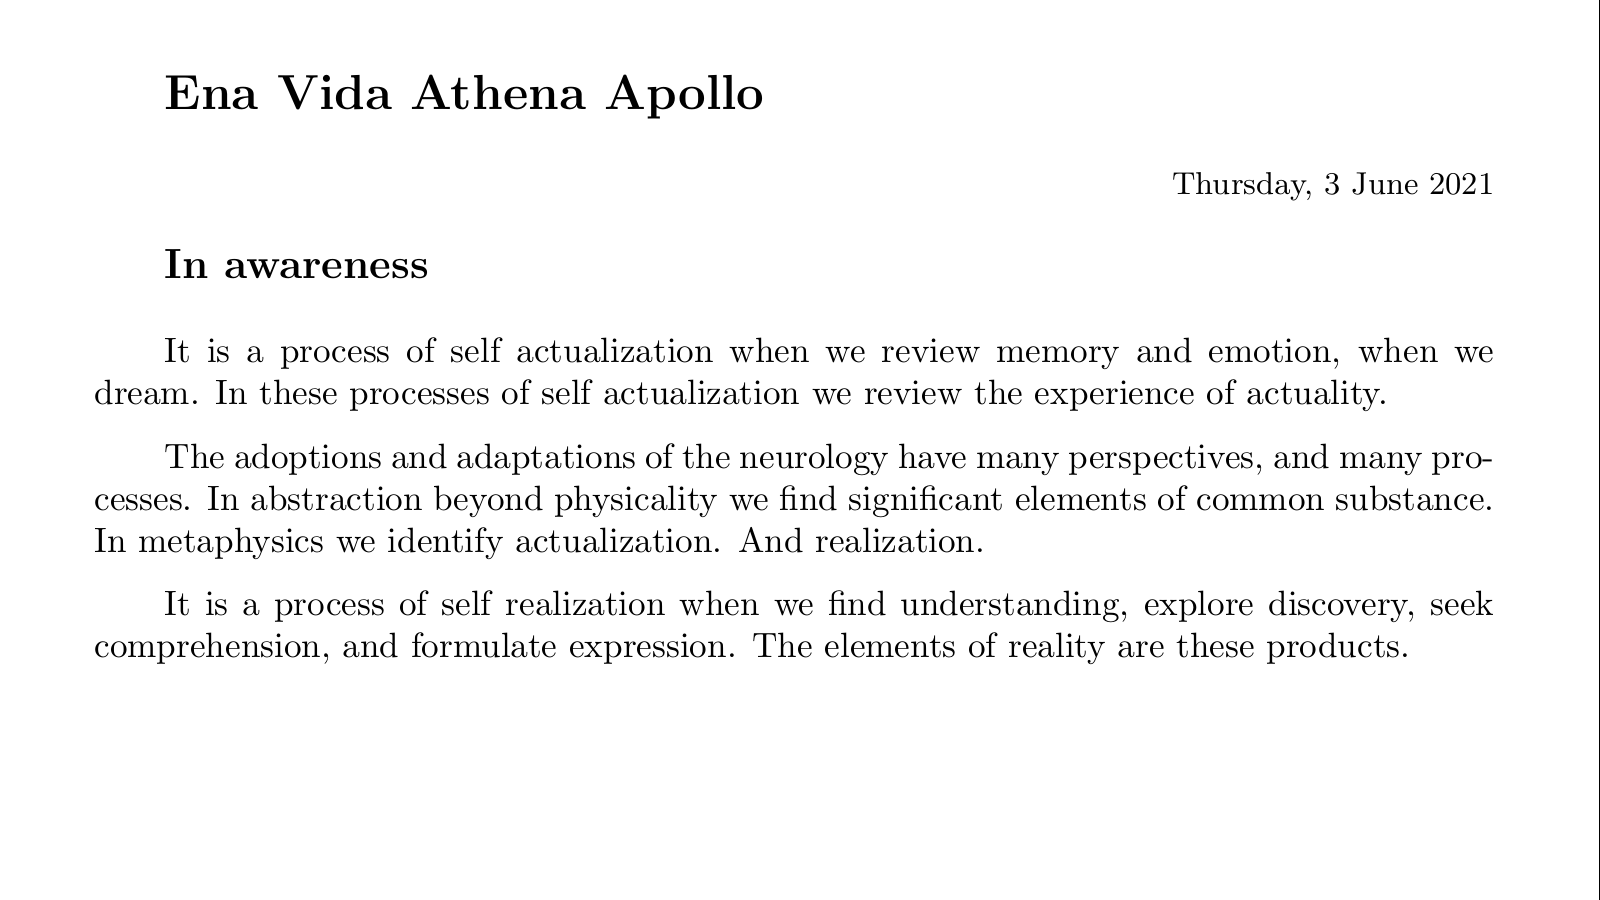 Ena Vida Athena Apollo
Thursday, 3 June 2021
In awareness
It is a process of self actualization when we review memory and emotion, when we
dream. In these processes of self actualization we review the experience of actuality.
The adoptions and adaptations of the neurology have many perspectives, and many pro-
cesses. In abstraction beyond physicality we find significant elements of common substance.
In metaphysics we identify actualization. And realization.
It is a process of self realization when we find understanding, explore discovery, seek
comprehension, and formulate expression. The elements of reality are these products.